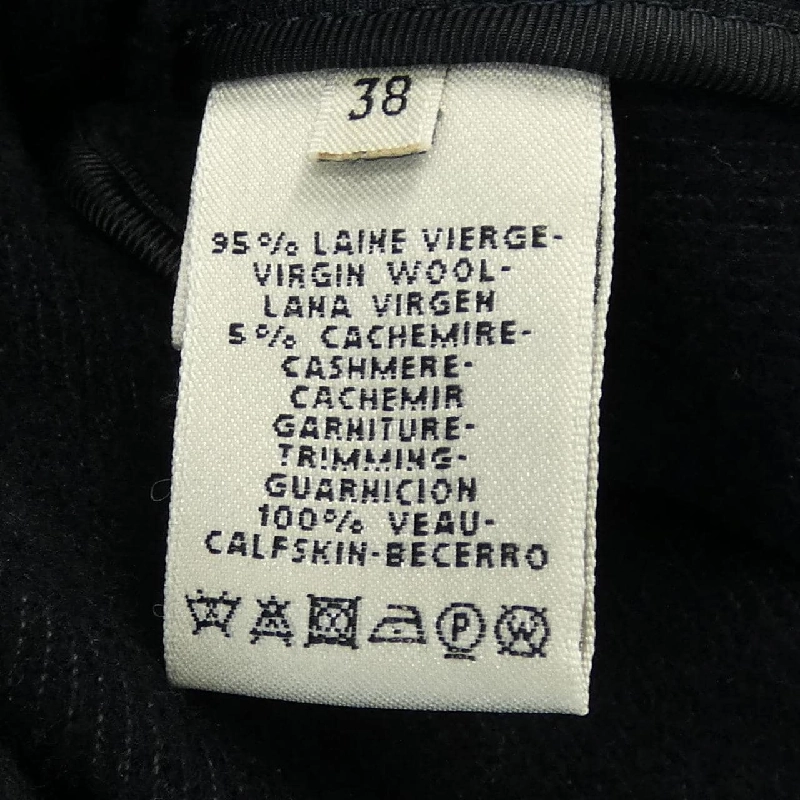 38
95% LAINE VIERGE-
VIRGIN WOOL-
LANA VIRGEN
5% CACHEMIRE-
CASHMERE-
CACHEMIR
GARNITURE-
TRIMMING-
GUARNICION
100% VEAU-
CALFSKIN-BECERRO
P W